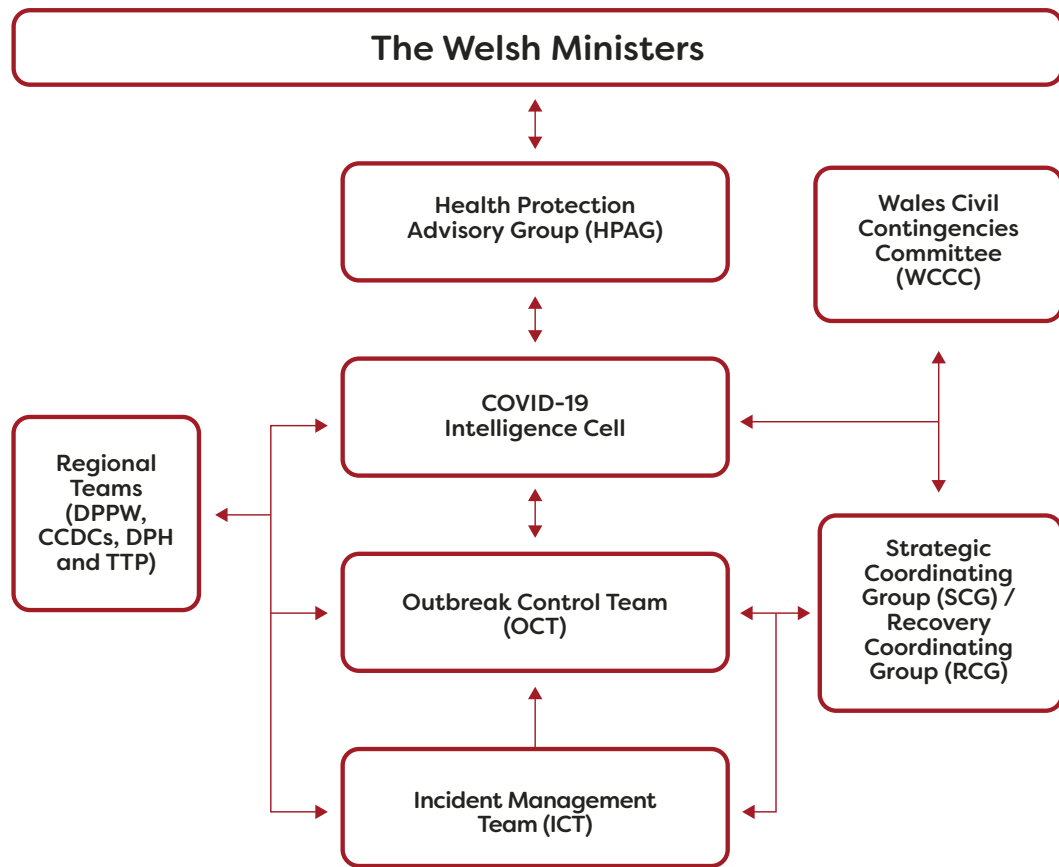 The Welsh Ministers
Health Protection
Advisory Group (HPAG)
Wales Civil
Contingencies
Committee
(WCCC)
COVID-19
Intelligence Cell
Regional
Teams
(DPPW,
CCDCs, DPH
and TTP)
Outbreak Control Team
(OCT)
Strategic
Coordinating
Group (SCG) /
Recovery
Coordinating
Group (RCG)
Incident Management
Team (ICT)